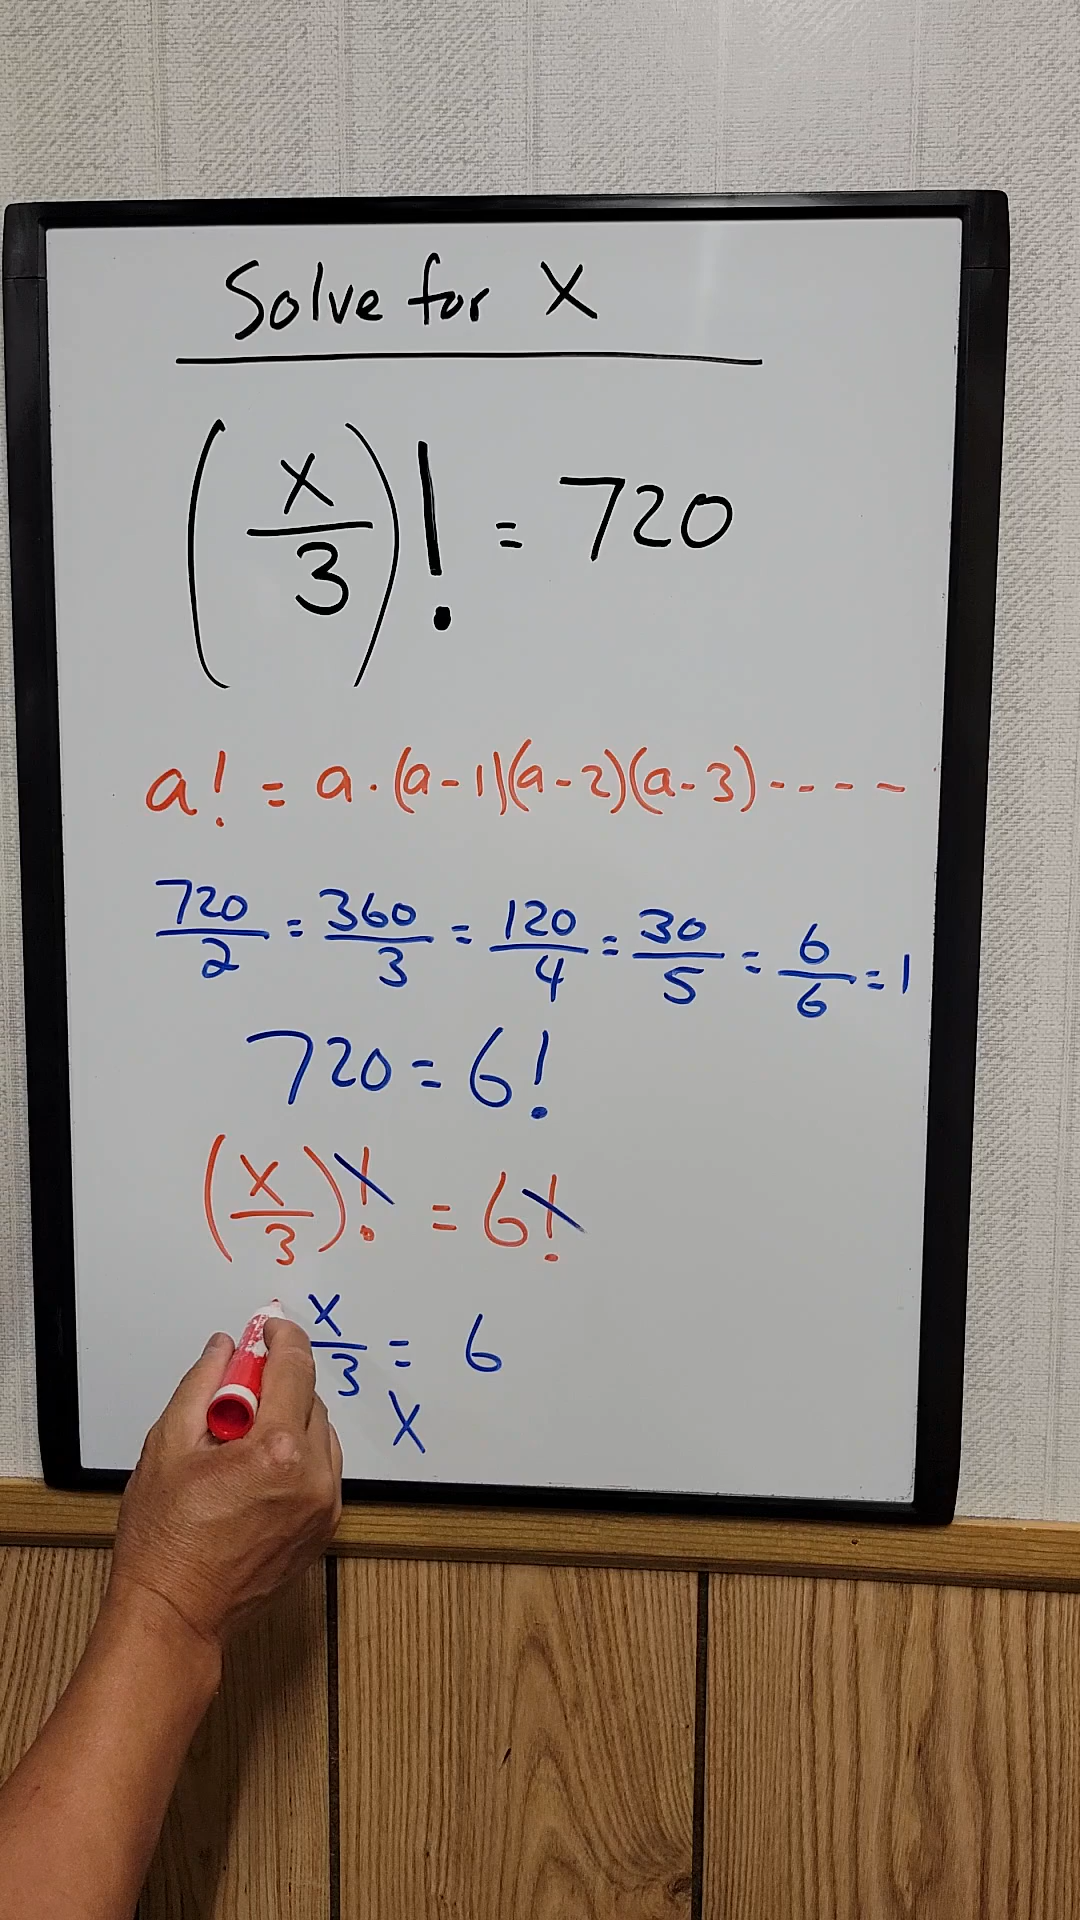 Solve for X
(x/3)! = 720
a! = a·(a-1)(a-2)(a-3)-----
720/2 = 360/3 = 120/4 = 30/5 = 6/6 = 1
720 = 6!
(x/3)! = 6!
x/3 = 6
X